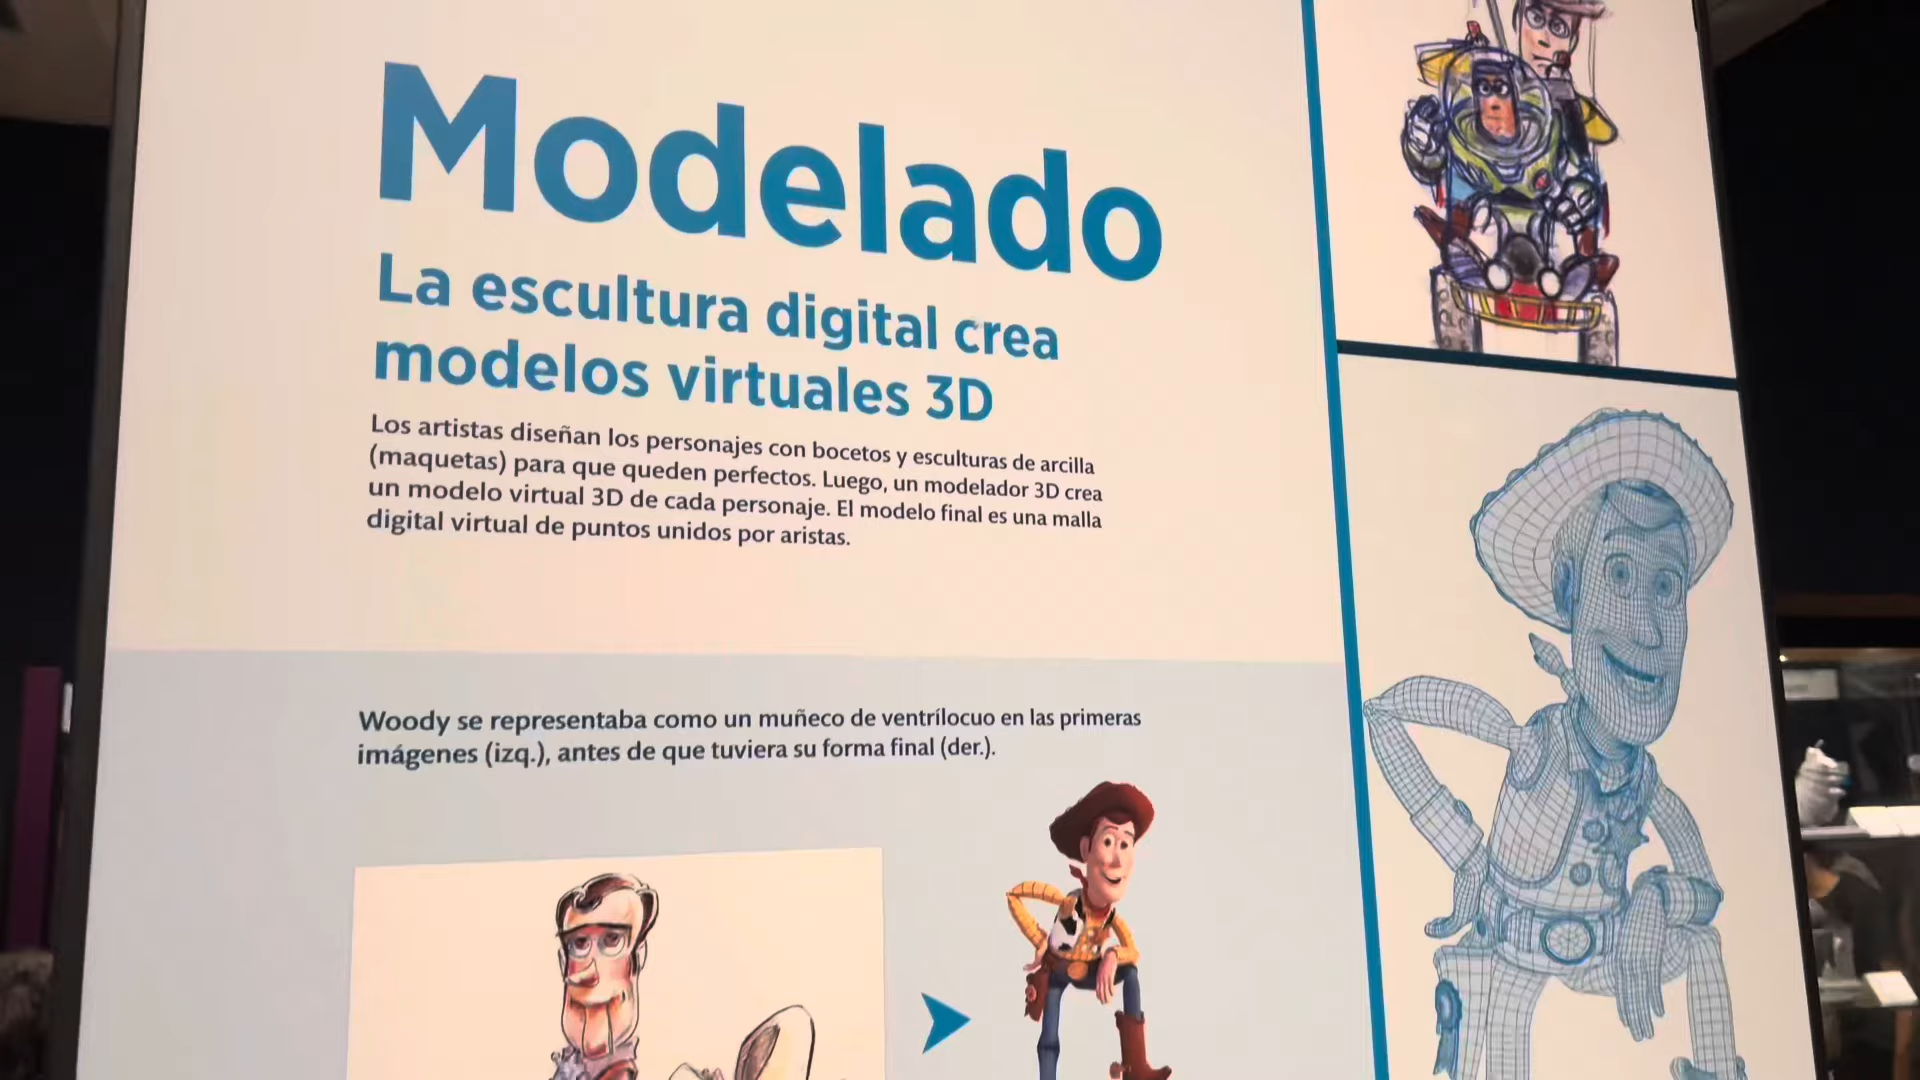 Modelado
La escultura digital crea
modelos virtuales 3D
Los artistas diseñan los personajes con bocetos y esculturas de arcilla
(maquetas) para que queden perfectos. Luego, un modelador 3D crea
un modelo virtual 3D de cada personaje. El modelo final es una malla
digital virtual de puntos unidos por aristas.
Woody se representaba como un muñeco de ventrílocuo en las primeras
imágenes (izq.), antes de que tuviera su forma final (der.).